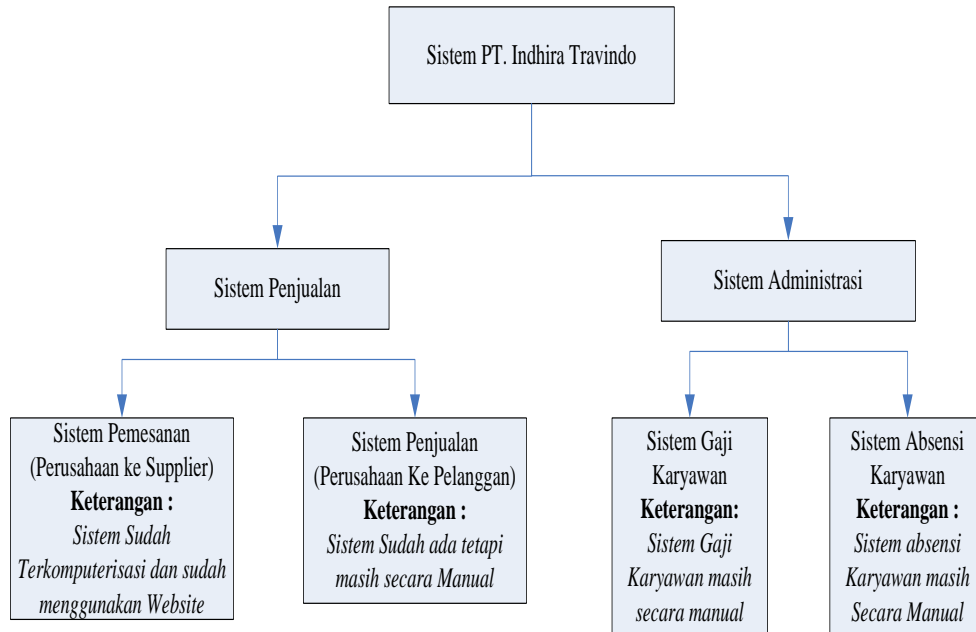 Sistem PT. Indhira Travindo
Sistem Penjualan
Sistem Administrasi
Sistem Pemesanan
(Perusahaan ke Supplier)
Keterangan :
Sistem Sudah
Terkomputerisasi dan sudah
menggunakan Website
Sistem Penjualan
(Perusahaan Ke Pelanggan)
Keterangan :
Sistem Sudah ada tetapi
masih secara Manual
Sistem Gaji
Karyawan
Keterangan:
Sistem Gaji
Karyawan masih
secara manual
Sistem Absensi
Karyawan
Keterangan :
Sistem absensi
Karyawan masih
Secara Manual